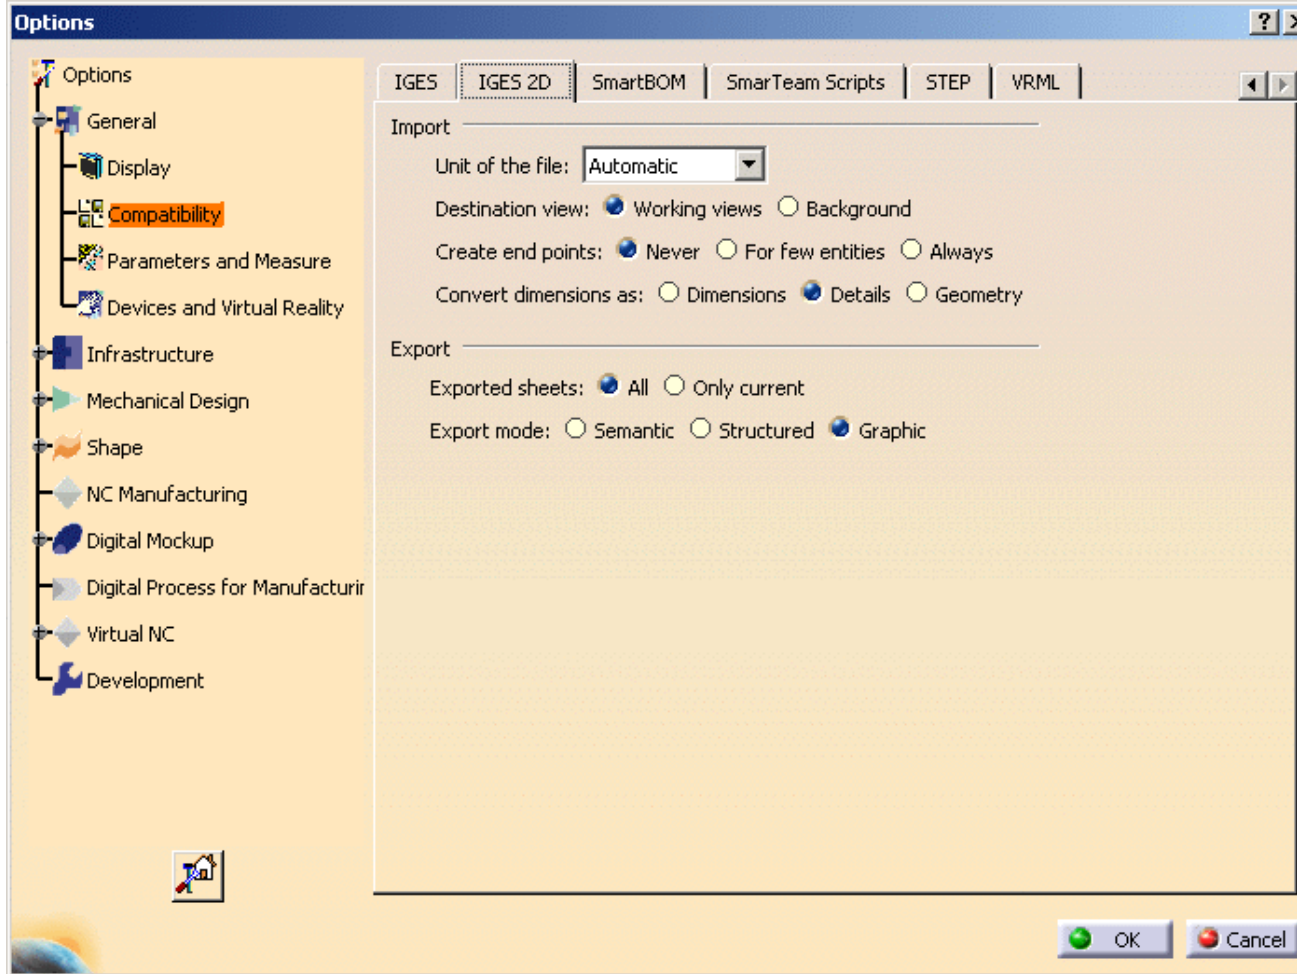 Options
Options
General
Display
Compatibility
Parameters and Measure
Devices and Virtual Reality
Infrastructure
Mechanical Design
Shape
NC Manufacturing
Digital Mockup
Digital Process for Manufacturin
Virtual NC
Development
IGES IGES 2D SmartBOM SmarTeam Scripts STEP VRML
Import
Unit of the file: Automatic
Destination view: Working views Background
Create end points: Never For few entities Always
Convert dimensions as: Dimensions Details Geometry
Export
Exported sheets: All Only current
Export mode: Semantic Structured Graphic
OK Cancel